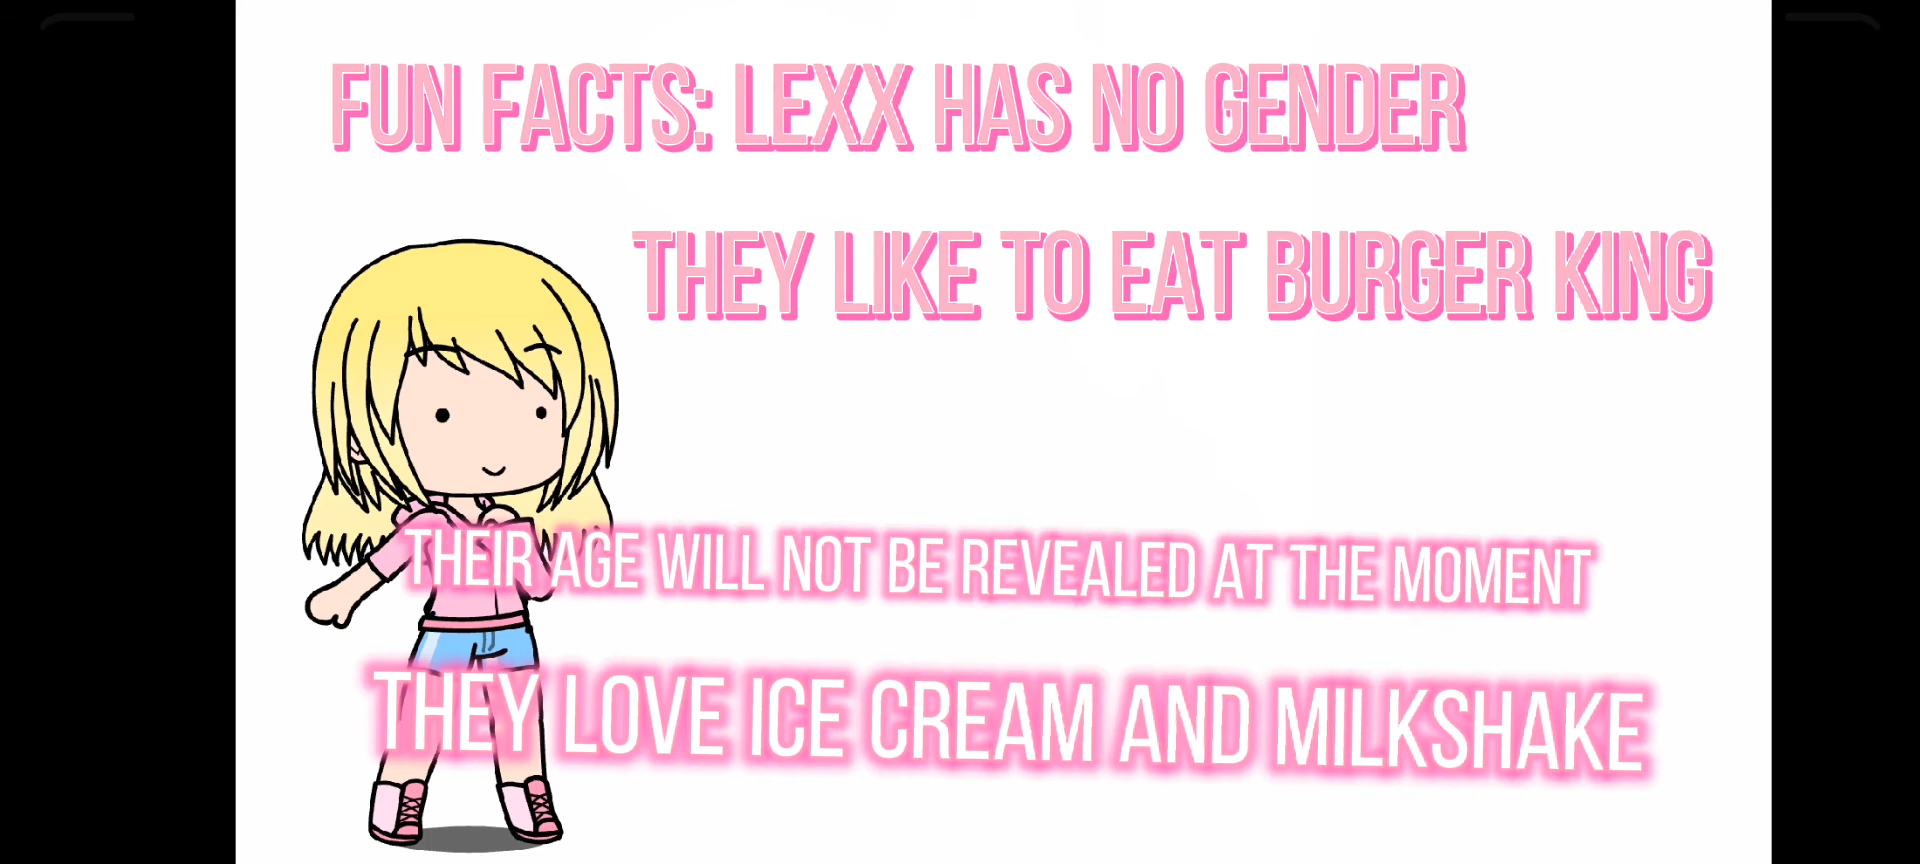 FUN FACTS: LEXX HAS NO GENDER
THEY LIKE TO EAT BURGER KING
THEIR AGE WILL NOT BE REVEALED AT THE MOMENT
THEY LOVE ICE CREAM AND MILKSHAKE